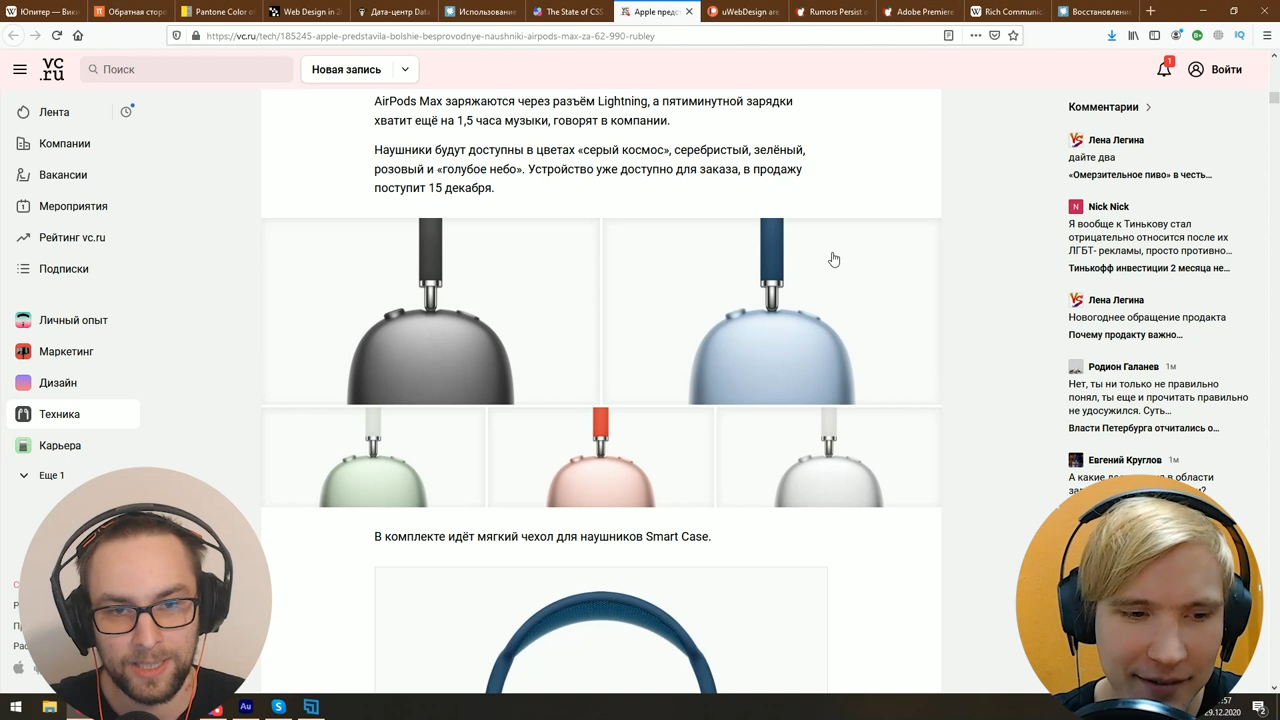 Юпитер —
Обратная сторо
Pantone Color of
Web Design in 2
Дата-центр Data
Использование
The State of CSS
Apple предс
uWebDesign are
Rumors Persist o
Adobe Premiere
Rich Communic
Восстановление
https://vc.ru/tech/185245-apple-predstavila-bolshie-besprovodnye-naushniki-airpods-max-za-62-990-rubley
vc
.ru
Поиск
Новая запись
1
Войти
Лента
Компании
Вакансии
Мероприятия
Рейтинг vc.ru
Подписки
Личный опыт
Маркетинг
Дизайн
Техника
Карьера
Еще 1
AirPods Max заряжаются через разъём Lightning, а пятиминутной зарядки
хватит ещё на 1,5 часа музыки, говорят в компании.
Наушники будут доступны в цветах «серый космос», серебристый, зелёный,
розовый и «голубое небо». Устройство уже доступно для заказа, в продажу
поступит 15 декабря.
В комплекте идёт мягкий чехол для наушников Smart Case.
Комментарии
Лена Легина
дайте два
«Омерзительное пиво» в честь…
N
Nick Nick
Я вообще к Тинькову стал
отрицательно относится после их
ЛГБТ- рекламы, просто противно…
Тинькофф инвестиции 2 месяца не…
Лена Легина
Новогоднее обращение продакта
Почему продакту важно…
Родион Галанев 1м
Нет, ты ни только не правильно
понял, ты еще и прочитать правильно
не удосужился. Суть…
Власти Петербурга отчитались о…
Евгений Круглов 1м
А какие в области
Au
S
29.12.2020
2